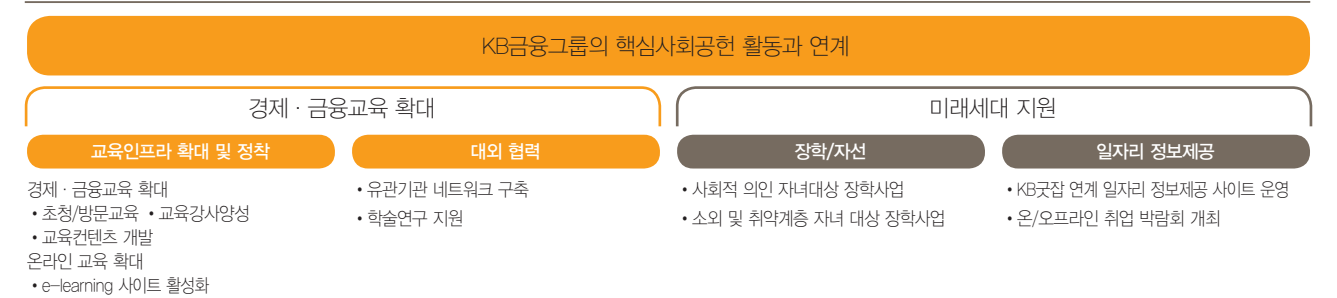 KB금융그룹의 핵심사회공헌 활동과 연계
경제 · 금융교육 확대
미래세대 지원
교육인프라 확대 및 정착
경제 · 금융교육 확대
• 초청/방문교육 • 교육강사양성
• 교육컨텐츠 개발
온라인 교육 확대
• e-learning 사이트 활성화
대외 협력
• 유관기관 네트워크 구축
• 학술연구 지원
장학/자선
• 사회적 의인 자녀대상 장학사업
• 소외 및 취약계층 자녀 대상 장학사업
일자리 정보제공
• KB굿잡 연계 일자리 정보제공 사이트 운영
• 온/오프라인 취업 박람회 개최